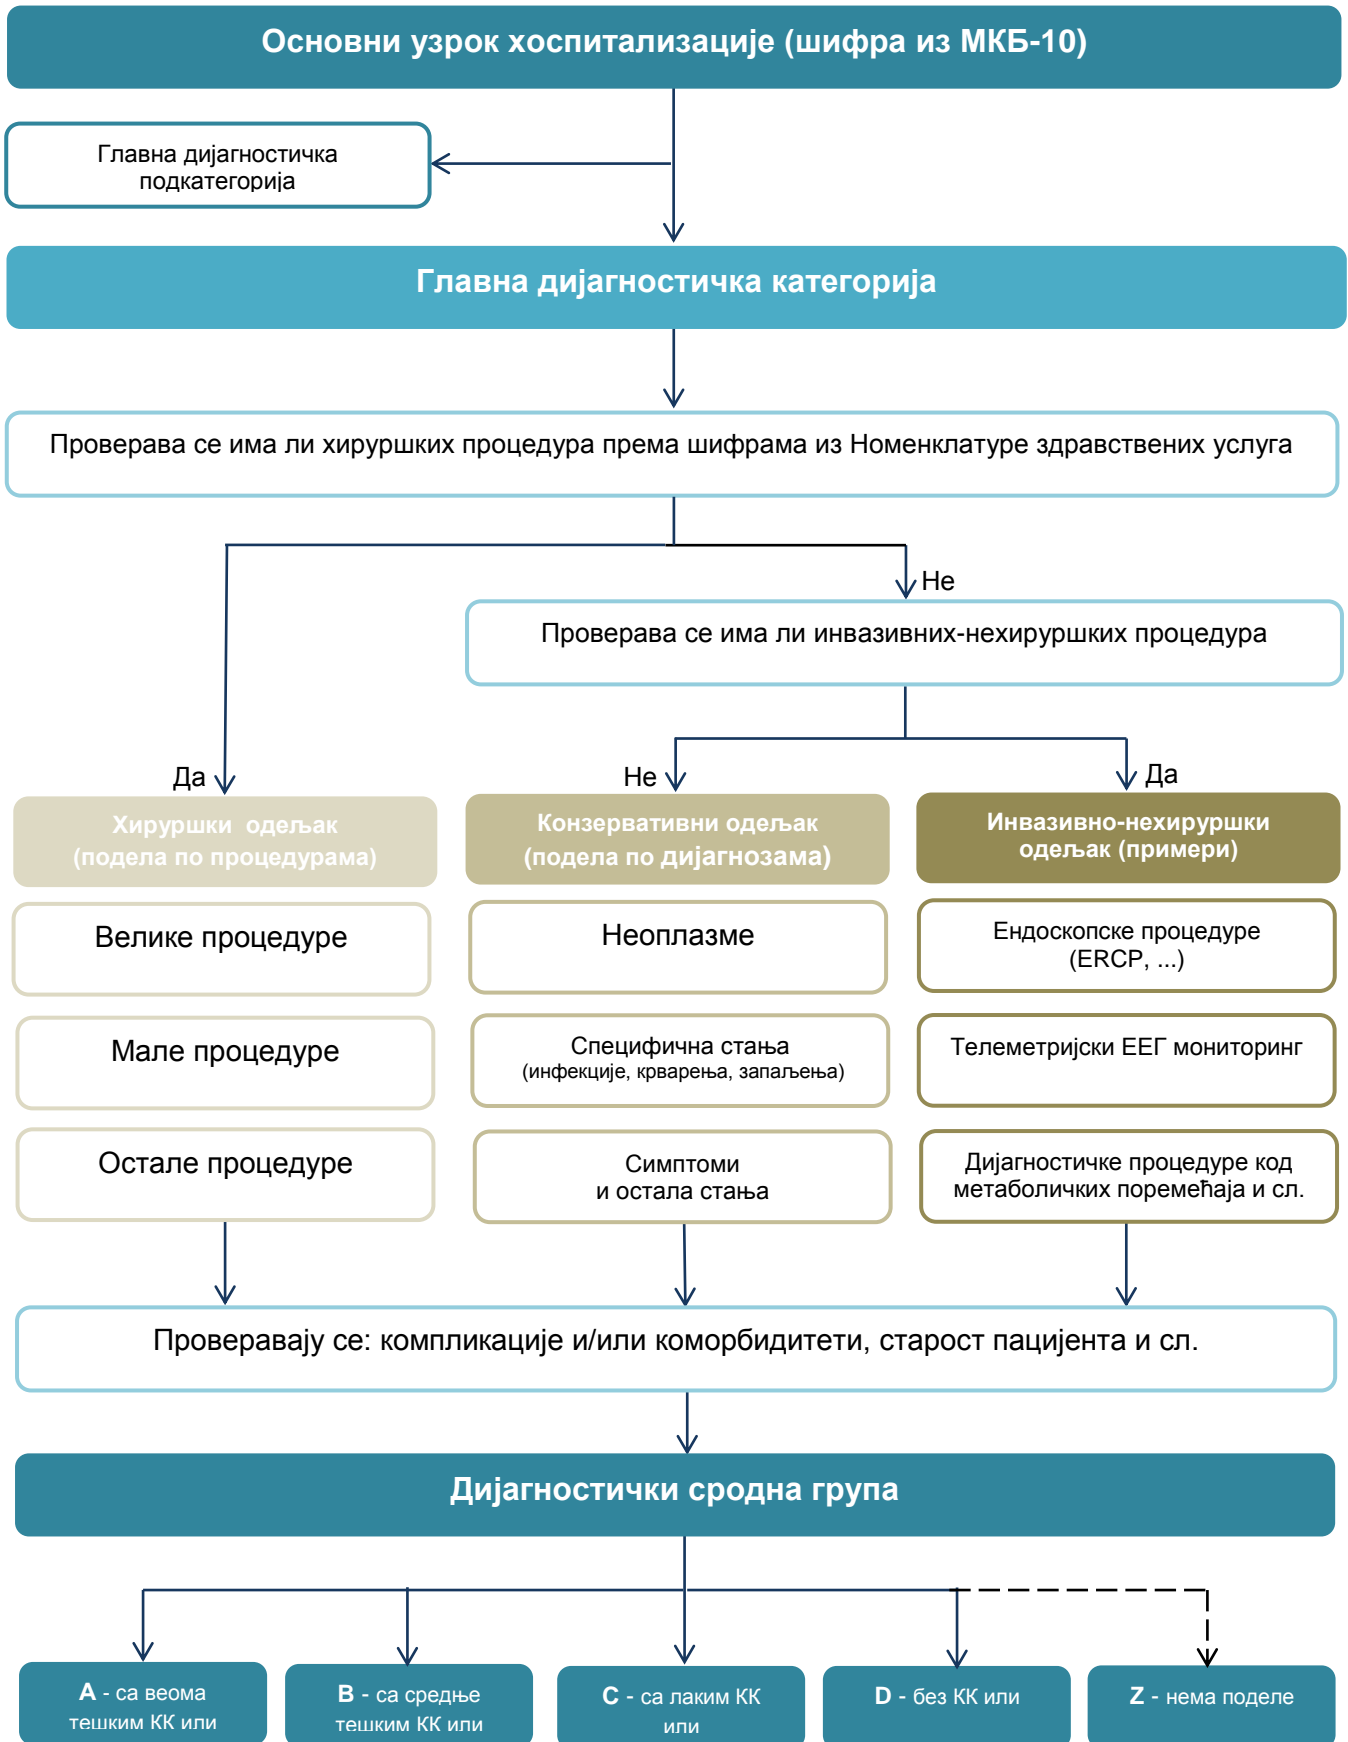 Основни узрок хоспитализације (шифра из МКБ-10)
Главна дијагностичка
подкатегорија
Главна дијагностичка категорија
Проверава се има ли хируршких процедура према шифрама из Номенклатуре здравствених услуга
Не
Проверава се има ли инвазивних-нехируршких процедура
Да
Не
Да
Хируршки одељак
(подела по процедурама)
Конзервативни одељак
(подела по дијагнозама)
Инвазивно-нехируршки
одељак (примери)
Велике процедуре
Неоплазме
Ендоскопске процедуре
(ERCP, ...)
Мале процедуре
Специфична стања
(инфекције, крварења, запаљења)
Телеметријски ЕЕГ мониторинг
Остале процедуре
Симптоми
и остала стања
Дијагностичке процедуре код
метаболичких поремећаја и сл.
Проверавају се: компликације и/или коморбидитети, старост пацијента и сл.
Дијагностички сродна група
A - са веома
тешким КК или
B - са средње
тешким КК или
C - са лаким КК
или
D - без КК или
Z - нема поделе